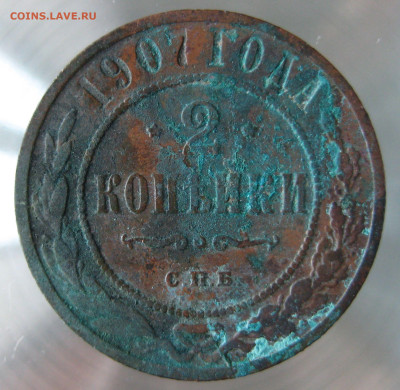 COINS.LAVE.RU
1907 ГОДА
2
КОПѢЙКИ
С.П.Б.